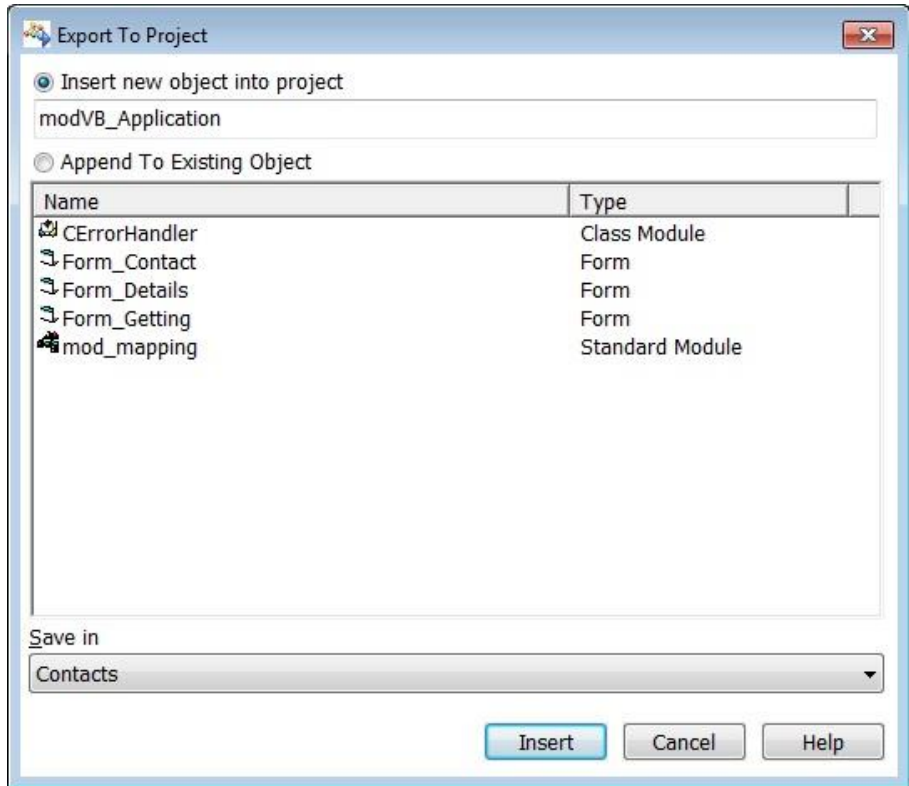 Export To Project
Insert new object into project
modVB_Application
Append To Existing Object
Name Type
CErrorHandler Class Module
Form_Contact Form
Form_Details Form
Form_Getting Form
mod_mapping Standard Module
Save in
Contacts
Insert Cancel Help